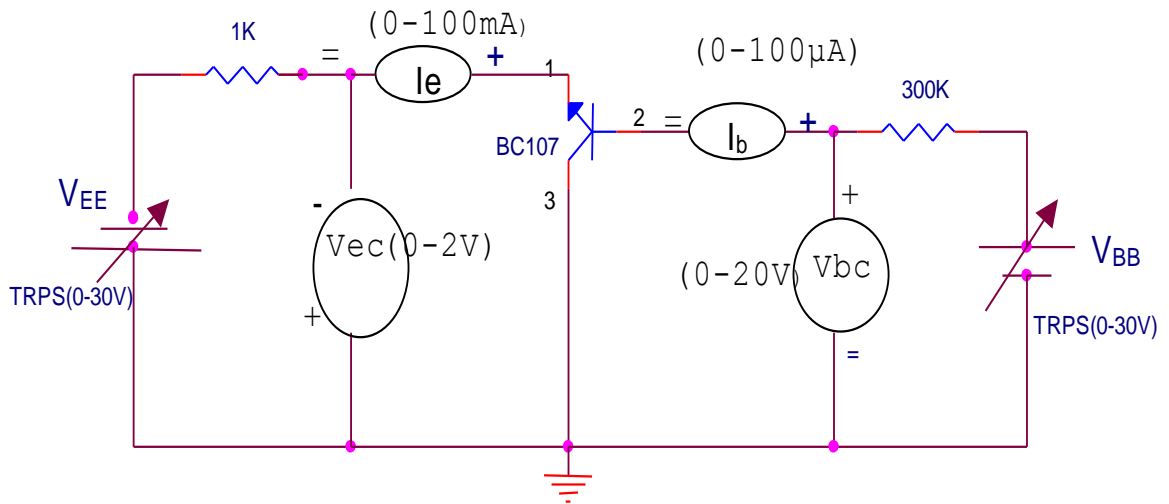 (0-100mA)
1K
=
+
(0-100µA)
Ie
1
300K
2
=
+
Ib
BC107
VEE
3
+
-
Vec(0-2V)
VBB
(0-20V)
Vbc
TRPS(0-30V)
+
TRPS(0-30V)
=